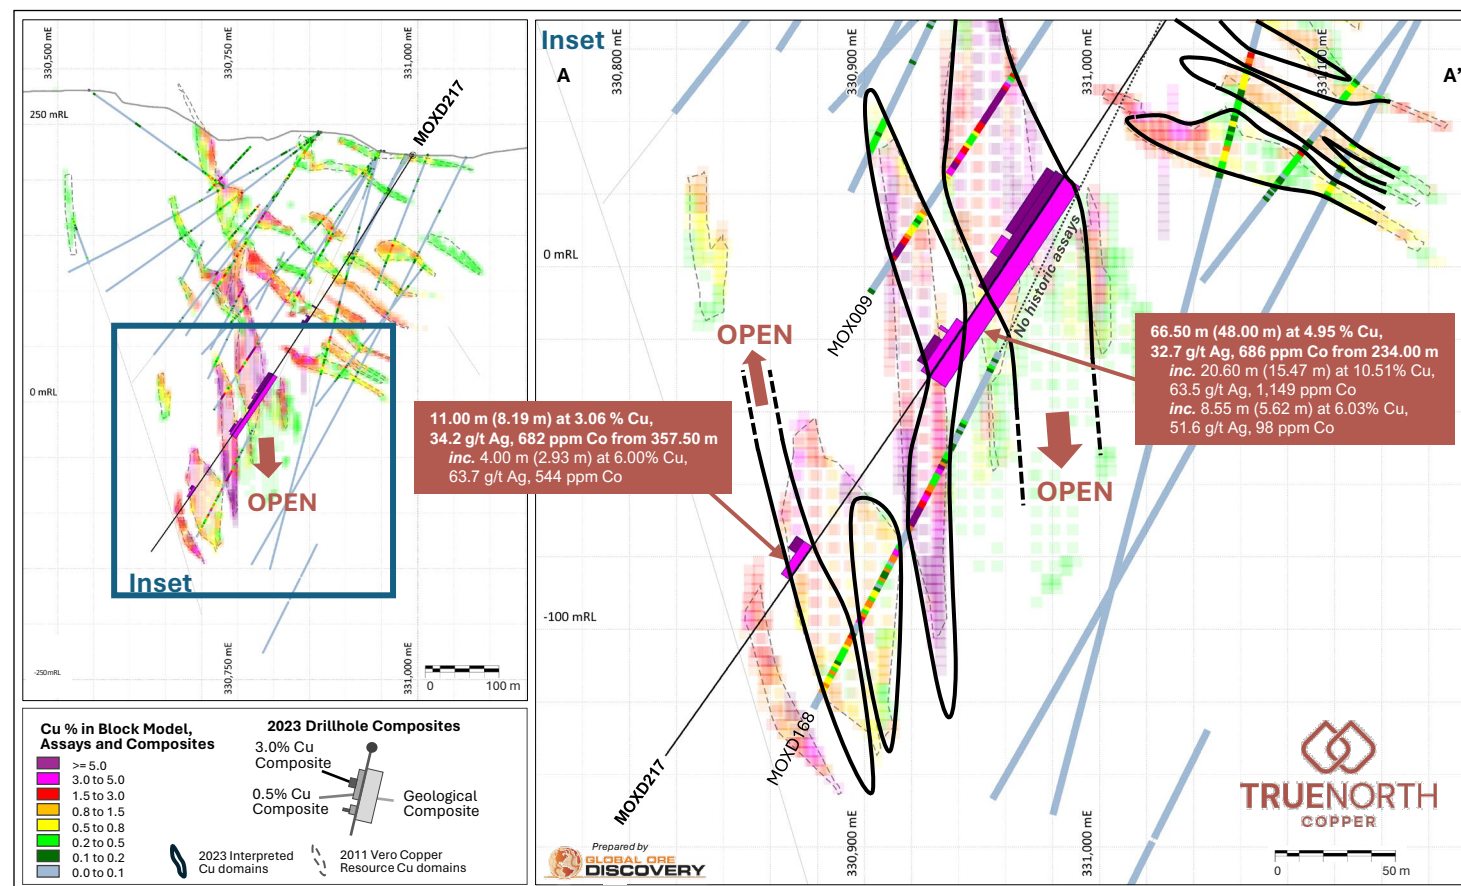 330,500 mE
330,750 mE
331,000 mE
MOXD217
250 mRL
0 mRL
OPEN
Inset
-250mRL
330,750 mE
331,000 mE
0 100 m
Cu % in Block Model,
Assays and Composites
>= 5.0
3.0 to 5.0
1.5 to 3.0
0.8 to 1.5
0.5 to 0.8
0.2 to 0.5
0.1 to 0.2
0.0 to 0.1
2023 Drillhole Composites
3.0% Cu
Composite
0.5% Cu
Composite
Geological
Composite
2023 Interpreted
Cu domains
2011 Vero Copper
Resource Cu domains
Inset
A
A'
330,800 mE
330,900 mE
331,000 mE
331,100 mE
0 mRL
MOX009
No historic assays
OPEN
66.50 m (48.00 m) at 4.95 % Cu,
32.7 g/t Ag, 686 ppm Co from 234.00 m
inc. 20.60 m (15.47 m) at 10.51% Cu,
63.5 g/t Ag, 1,149 ppm Co
inc. 8.55 m (5.62 m) at 6.03% Cu,
51.6 g/t Ag, 98 ppm Co
11.00 m (8.19 m) at 3.06 % Cu,
34.2 g/t Ag, 682 ppm Co from 357.50 m
inc. 4.00 m (2.93 m) at 6.00% Cu,
63.7 g/t Ag, 544 ppm Co
OPEN
-100 mRL
MOXD168
MOXD217
330,900 mE
331,000 mE
Prepared by
GLOBAL ORE
DISCOVERY
TRUENORTH
COPPER
0 50 m